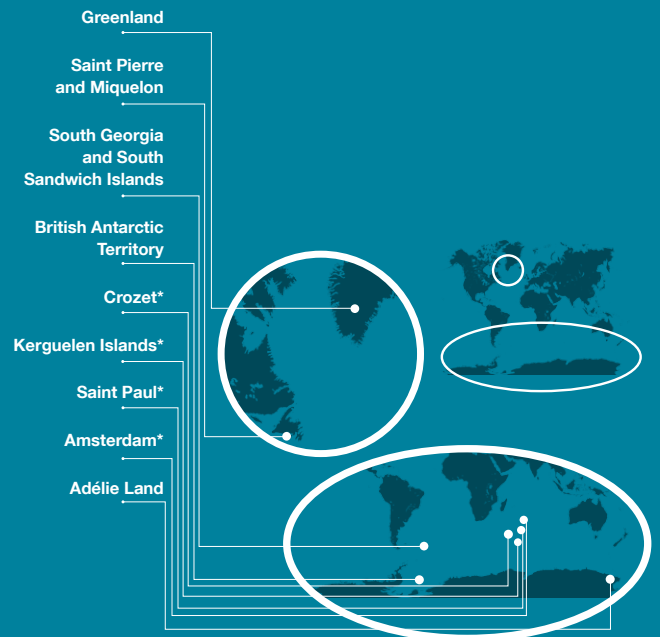 Greenland
Saint Pierre
and Miquelon
South Georgia
and South
Sandwich Islands
British Antarctic
Territory
Crozet*
Kerguelen Islands*
Saint Paul*
Amsterdam*
Adélie Land